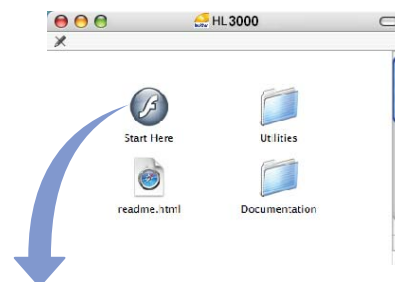 HL3000
Start Here
Utilities
readme.html
Documentation